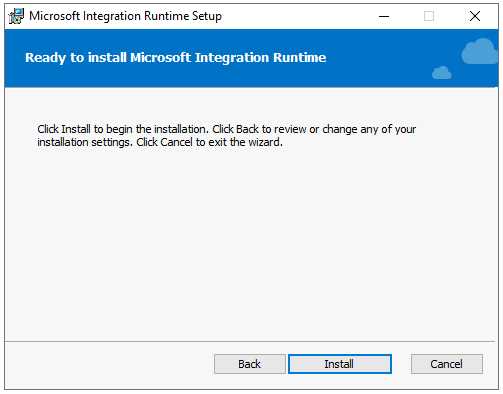 Microsoft Integration Runtime Setup
Ready to install Microsoft Integration Runtime
Click Install to begin the installation. Click Back to review or change any of your
installation settings. Click Cancel to exit the wizard.
Back Install Cancel